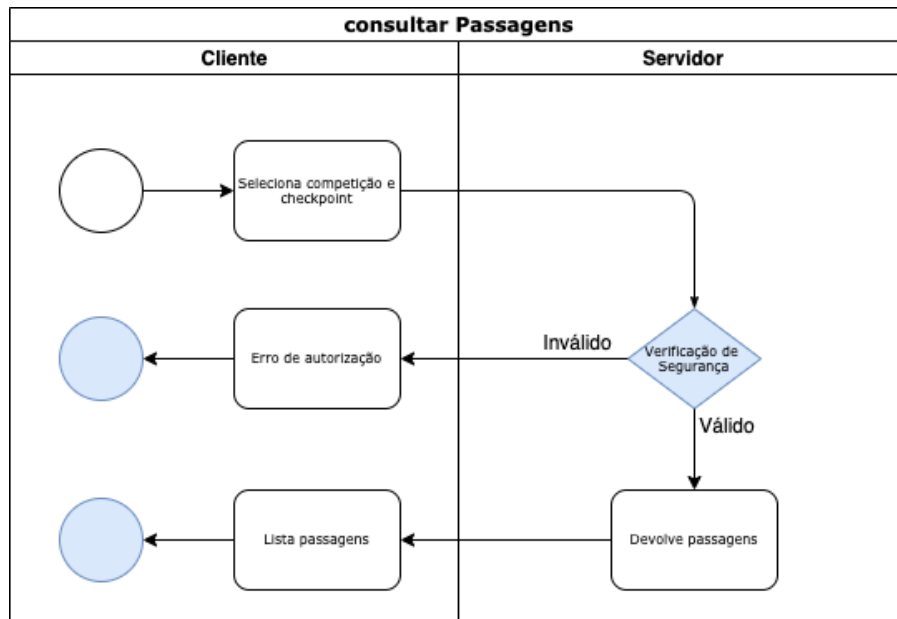 consultar Passagens
Cliente
Servidor
Seleciona competição e
checkpoint
Inválido
Erro de autorização
Verificação de
Segurança
Válido
Lista passagens
Devolve passagens